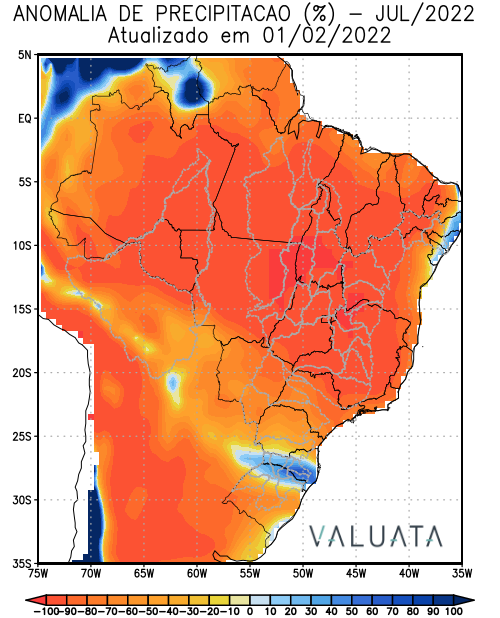 ANOMALIA DE PRECIPITACAO (%) – JUL/2022
Atualizado em 01/02/2022
5N
EQ
5S
10S
15S
20S
25S
30S
35S
VALUATA
75W 70W 65W 60W 55W 50W 45W 40W 35W
-100 -90 -80 -70 -60 -50 -40 -30 -20 -10 0 10 20 30 40 50 60 70 80 90 100